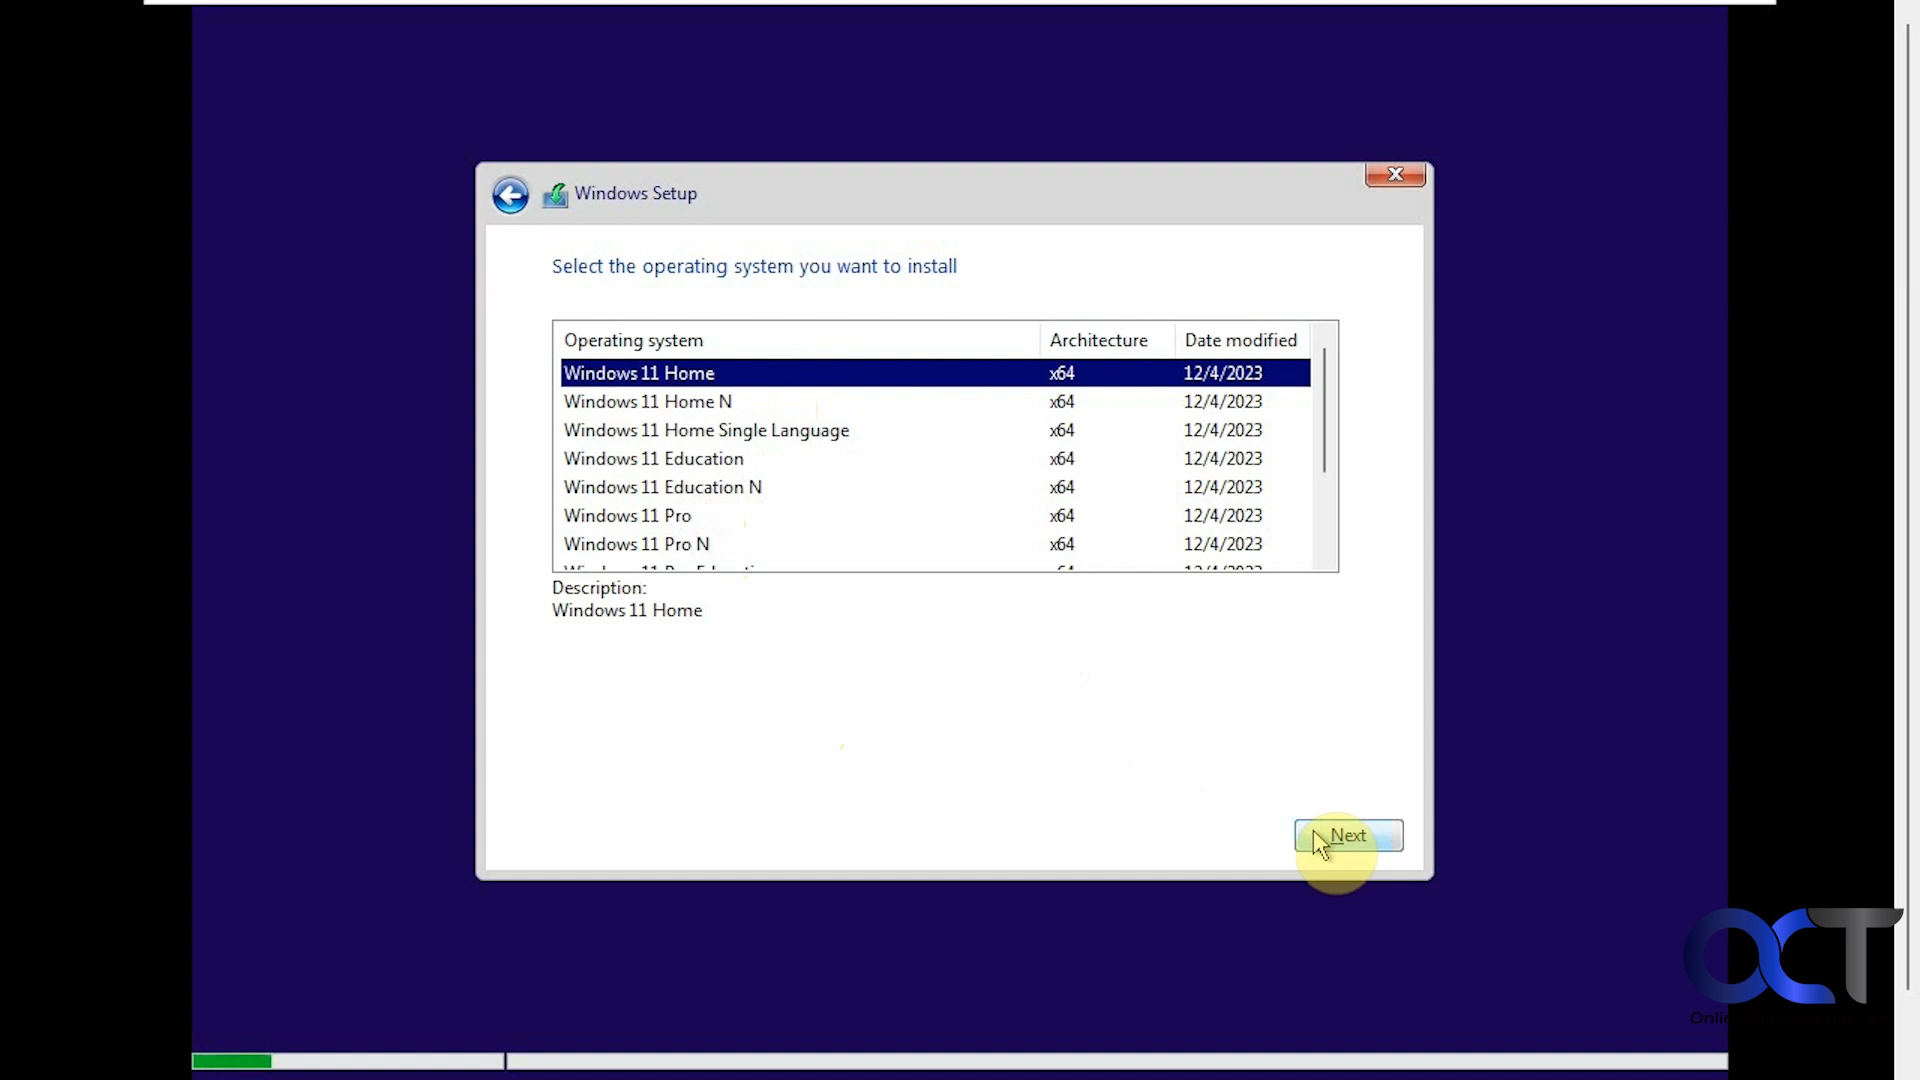 Windows Setup
Select the operating system you want to install
Operating system Architecture Date modified
Windows 11 Home x64 12/4/2023
Windows 11 Home N x64 12/4/2023
Windows 11 Home Single Language x64 12/4/2023
Windows 11 Education x64 12/4/2023
Windows 11 Education N x64 12/4/2023
Windows 11 Pro x64 12/4/2023
Windows 11 Pro N x64 12/4/2023
Description:
Windows 11 Home
Next
OCT